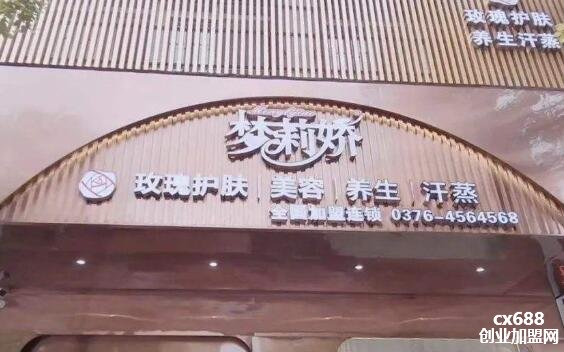 玫瑰护肤
养生汗蒸
梦莉娇
玫瑰护肤 | 美容 | 养生 | 汗蒸
全国加盟连锁 0376-4564568
cx688
创业加盟网